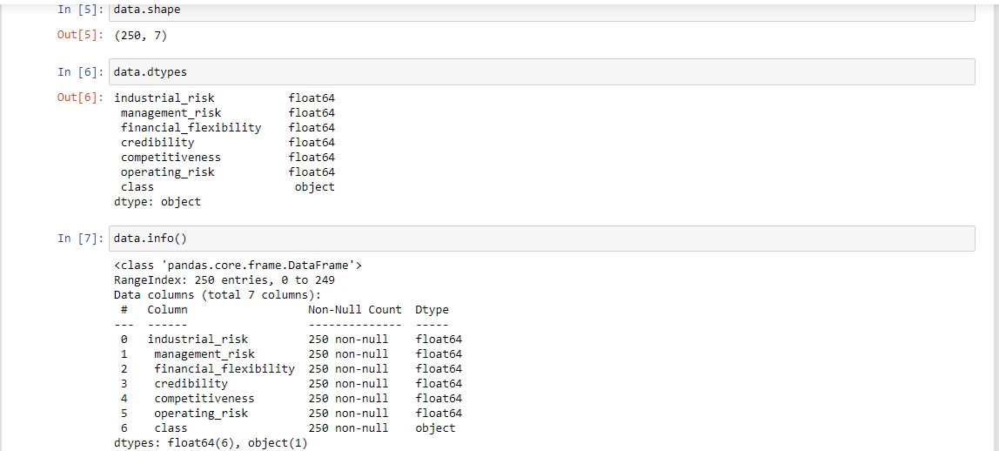 In [5]: data.shape
Out[5]: (250, 7)
In [6]: data.dtypes
Out[6]: industrial_risk           float64
         management_risk          float64
         financial_flexibility    float64
         credibility              float64
         competitiveness          float64
         operating_risk           float64
         class                     object
        dtype: object
In [7]: data.info()
<class 'pandas.core.frame.DataFrame'>
RangeIndex: 250 entries, 0 to 249
Data columns (total 7 columns):
 #   Column                  Non-Null Count  Dtype
---  ------                  --------------  -----
 0   industrial_risk         250 non-null    float64
 1    management_risk        250 non-null    float64
 2    financial_flexibility  250 non-null    float64
 3    credibility            250 non-null    float64
 4    competitiveness        250 non-null    float64
 5    operating_risk         250 non-null    float64
 6    class                  250 non-null    object
dtypes: float64(6), object(1)